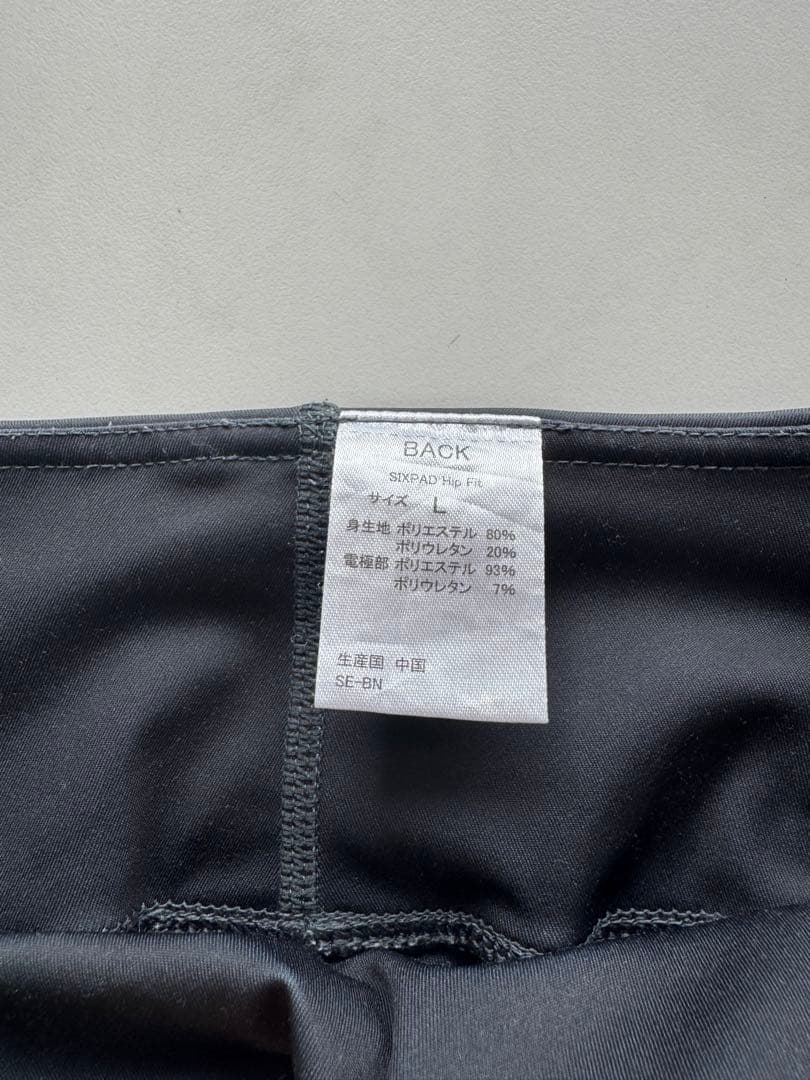 BACK
SIXPAD Hip Fit
サイズ L
身生地 ポリエステル 80%
ポリウレタン 20%
電極部 ポリエステル 93%
ポリウレタン 7%
生産国 中国
SE-BN